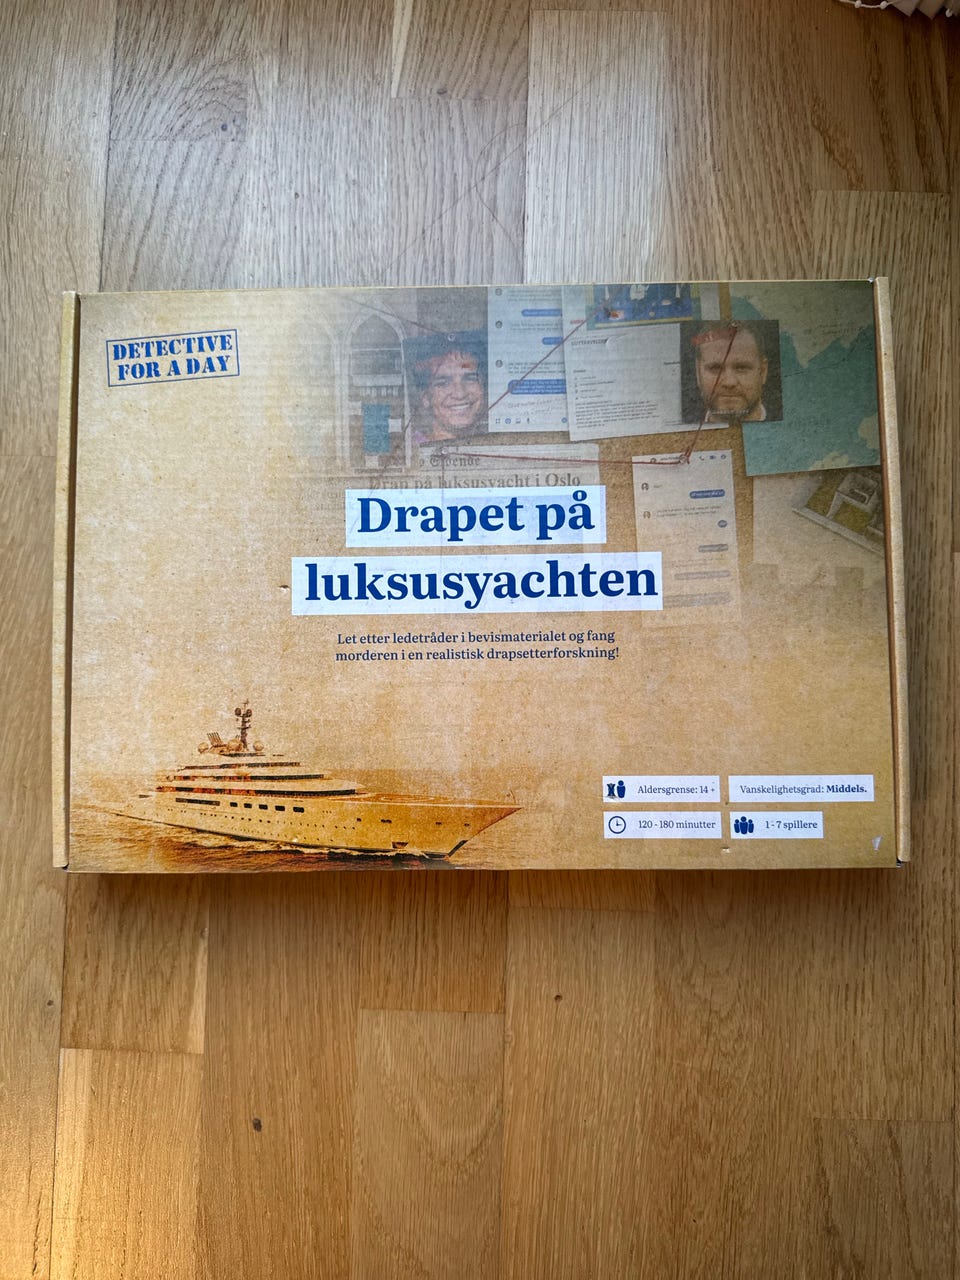 DETECTIVE
FOR A DAY
Drap på luksusyacht i Oslo
Drapet på
luksusyachten
Let etter ledetråder i bevismaterialet og fang
morderen i en realistisk drapsetterforskning!
Aldersgrense: 14 +
Vanskelighetsgrad: Middels.
120 - 180 minutter
1 - 7 spillere